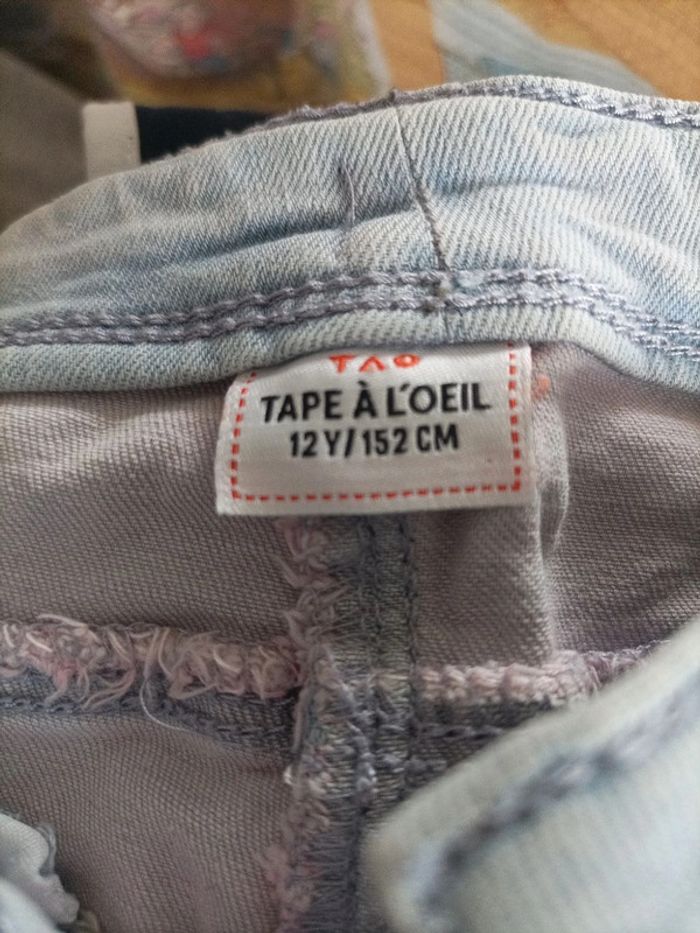 TAO
TAPE À L'OEIL
12 Y/152 CM